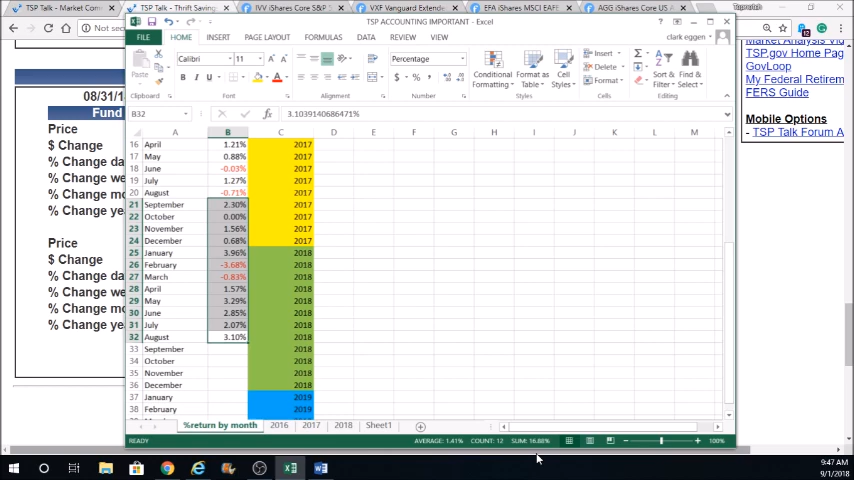 TSP Talk - Market Com
TSP Talk - Thrift Saving
IVV iShares Core S&P
VXF Vanguard Extende
EFA iShares MSCI EAFE
AGG iShares Core US A
TSP ACCOUNTING IMPORTANT - Excel
Not secu
FILE HOME INSERT PAGE LAYOUT FORMULAS DATA REVIEW VIEW
clark eggen
Paste
Calibri 11
B I U
Percentage
$ % ,
Conditional Formatting
Format as Table
Cell Styles
Insert
Delete
Format
Sort & Filter
Find & Select
Clipboard Font Alignment Number Styles Cells Editing
B32 fx 3.1039140686471%
A B C D E F G H I J K L M
16 April 1.21% 2017
17 May 0.88% 2017
18 June -0.03% 2017
19 July 1.27% 2017
20 August -0.71% 2017
21 September 2.30% 2017
22 October 0.00% 2017
23 November 1.56% 2017
24 December 0.68% 2017
25 January 3.96% 2018
26 February -3.68% 2018
27 March -0.83% 2018
28 April 1.57% 2018
29 May 3.29% 2018
30 June 2.85% 2018
31 July 2.07% 2018
32 August 3.10% 2018
33 September 2018
34 October 2018
35 November 2018
36 December 2018
37 January 2019
38 February 2019
%return by month 2016 2017 2018 Sheet1
READY AVERAGE: 1.41% COUNT: 12 SUM: 16.88% 100%
08/31/1
Fund
Price
$ Change
% Change da
% Change we
% Change mo
% Change yea
Price
$ Change
% Change da
% Change we
% Change mo
% Change yea
Market Analysis Vid
TSP.gov Home Pag
GovLoop
My Federal Retirem
FERS Guide
Mobile Options
TSP Talk Forum A
9:47 AM
9/1/2018